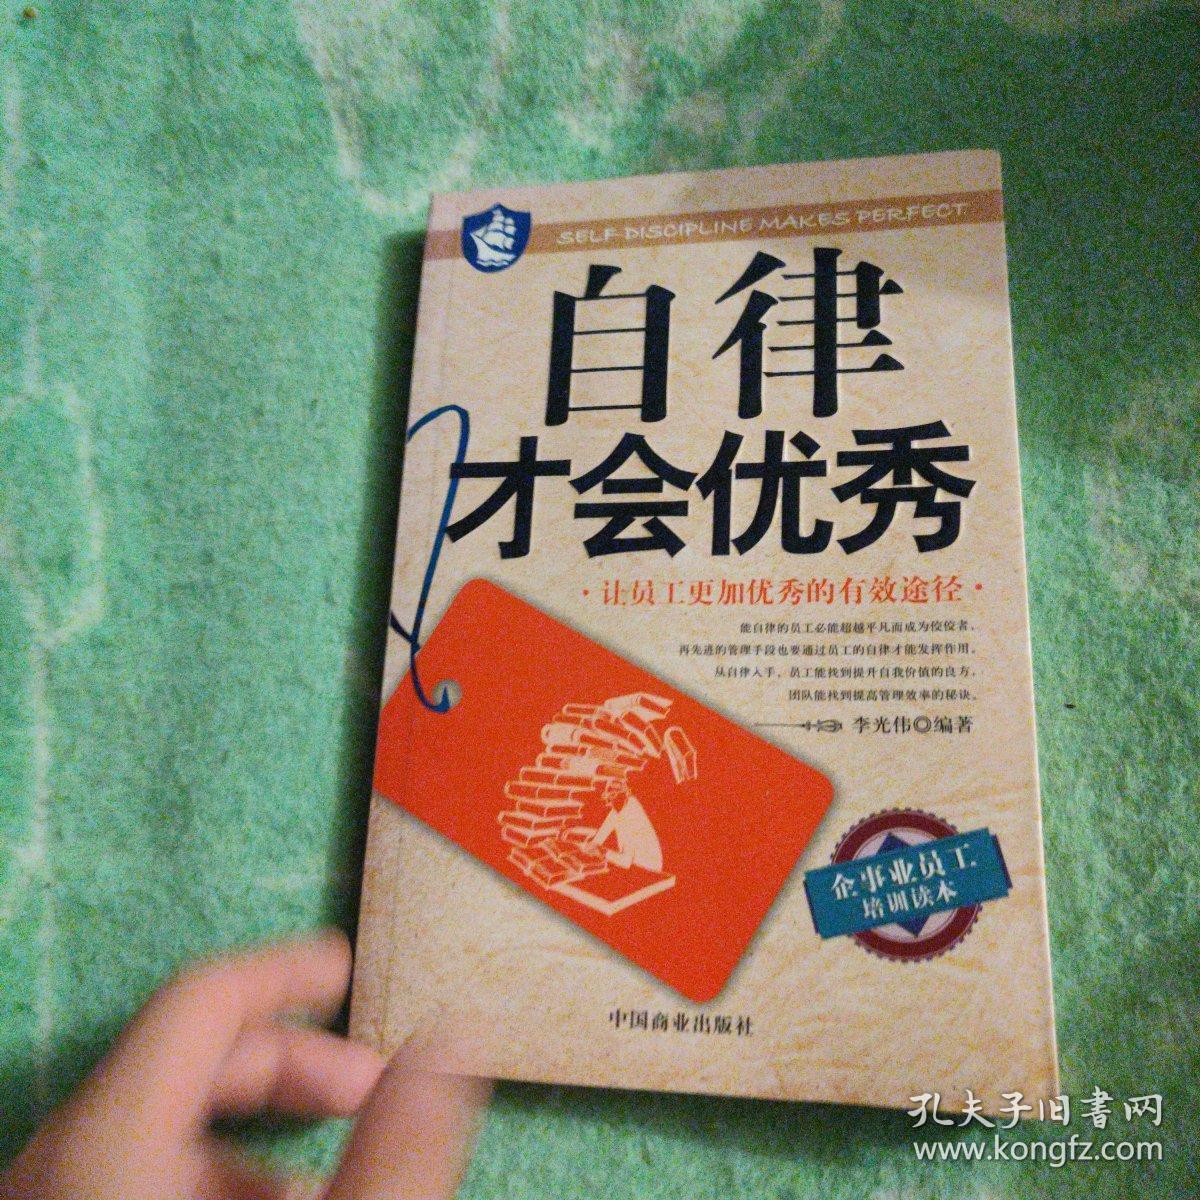 SELF DISCIPLINE MAKES PERFECT.
自律
才会优秀
·让员工更加优秀的有效途径·
能自律的员工必能超越平凡而成为佼佼者，
再先进的管理手段也要通过员工的自律才能发挥作用。
从自律入手，员工能找到提升自我价值的良方，
团队能找到提高管理效率的秘诀。
李光伟◎编著
企事业员工
培训读本
中国商业出版社
孔夫子旧書网
www.kongfz.com